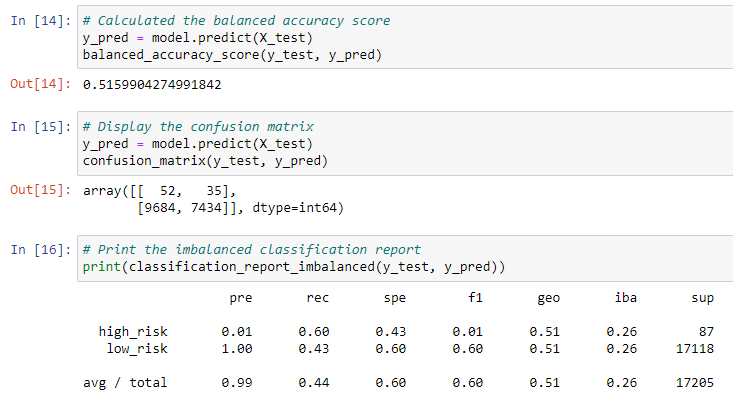 In [14]: # Calculated the balanced accuracy score
y_pred = model.predict(X_test)
balanced_accuracy_score(y_test, y_pred)
Out[14]: 0.5159904274991842
In [15]: # Display the confusion matrix
y_pred = model.predict(X_test)
confusion_matrix(y_test, y_pred)
Out[15]: array([[  52,   35],
       [9684, 7434]], dtype=int64)
In [16]: # Print the imbalanced classification report
print(classification_report_imbalanced(y_test, y_pred))
pre rec spe f1 geo iba sup
high_risk 0.01 0.60 0.43 0.01 0.51 0.26 87
low_risk 1.00 0.43 0.60 0.60 0.51 0.26 17118
avg / total 0.99 0.44 0.60 0.60 0.51 0.26 17205